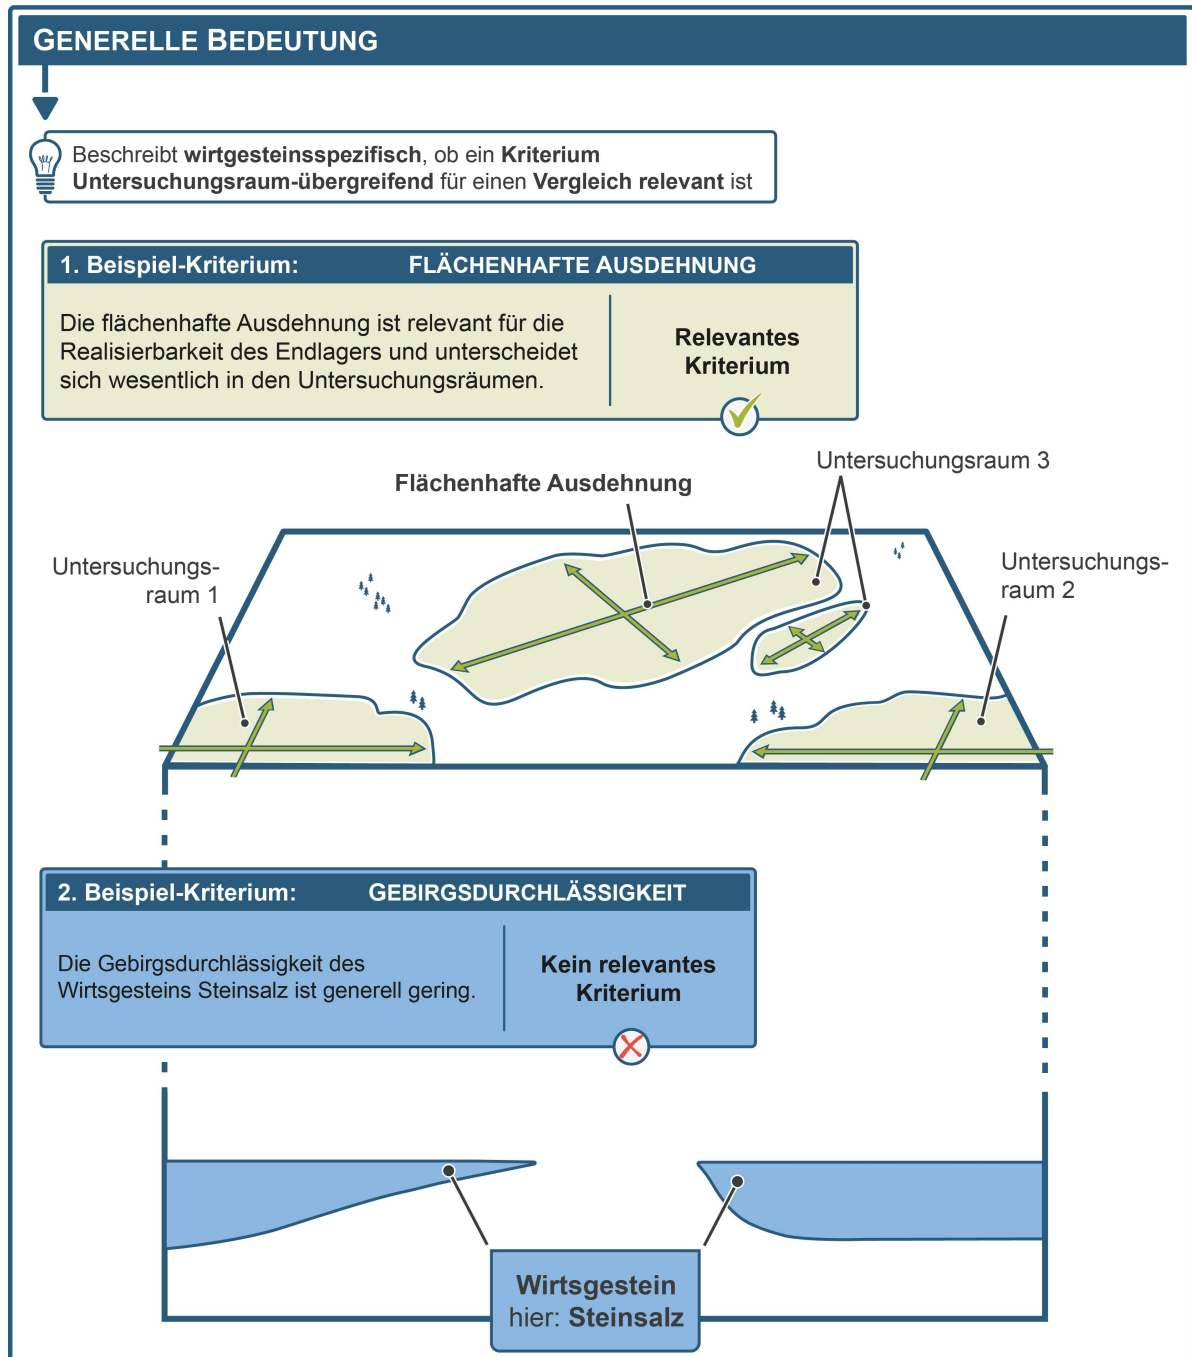 GENERELLE BEDEUTUNG
Beschreibt wirtgesteinsspezifisch, ob ein Kriterium
Untersuchungsraum-übergreifend für einen Vergleich relevant ist
1. Beispiel-Kriterium: FLÄCHENHAFTE AUSDEHNUNG
Die flächenhafte Ausdehnung ist relevant für die
Realisierbarkeit des Endlagers und unterscheidet
sich wesentlich in den Untersuchungsräumen.
Relevantes
Kriterium
Untersuchungsraum 3
Flächenhafte Ausdehnung
Untersuchungs-
raum 1
Untersuchungs-
raum 2
2. Beispiel-Kriterium: GEBIRGSDURCHLÄSSIGKEIT
Die Gebirgsdurchlässigkeit des
Wirtsgesteins Steinsalz ist generell gering.
Kein relevantes
Kriterium
Wirtsgestein
hier: Steinsalz